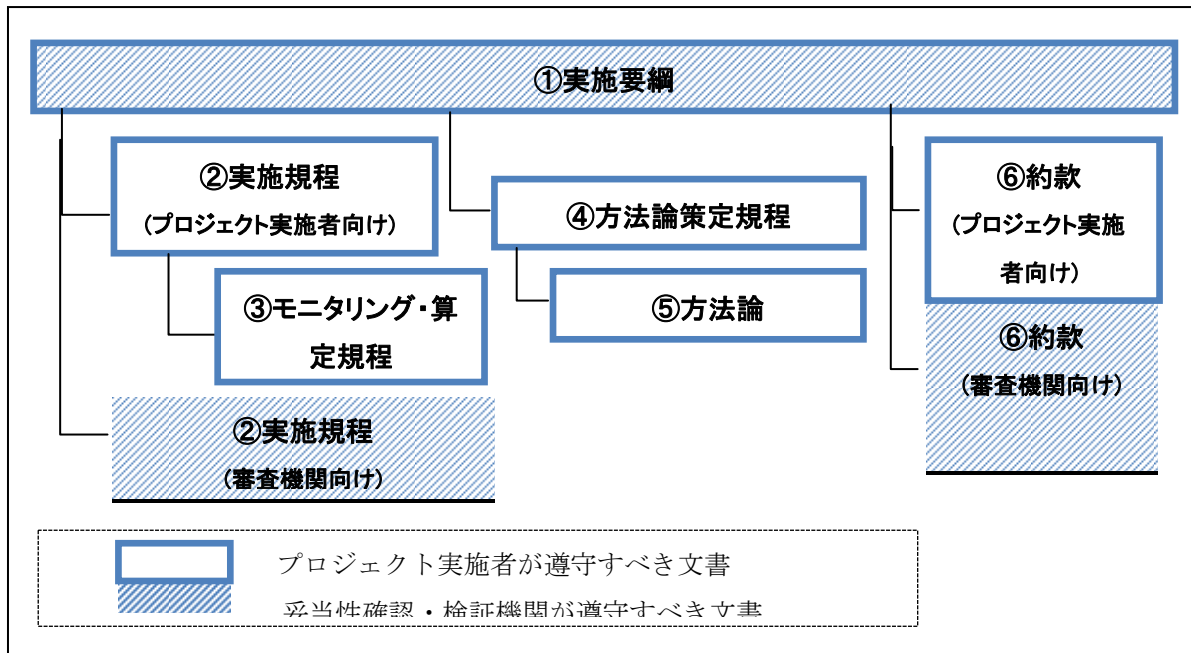 ①実施要綱
②実施規程
(プロジェクト実施者向け)
③モニタリング・算
定規程
②実施規程
(審査機関向け)
④方法論策定規程
⑤方法論
⑥約款
(プロジェクト実施
者向け)
⑥約款
(審査機関向け)
プロジェクト実施者が遵守すべき文書
妥当性確認・検証機関が遵守すべき文書